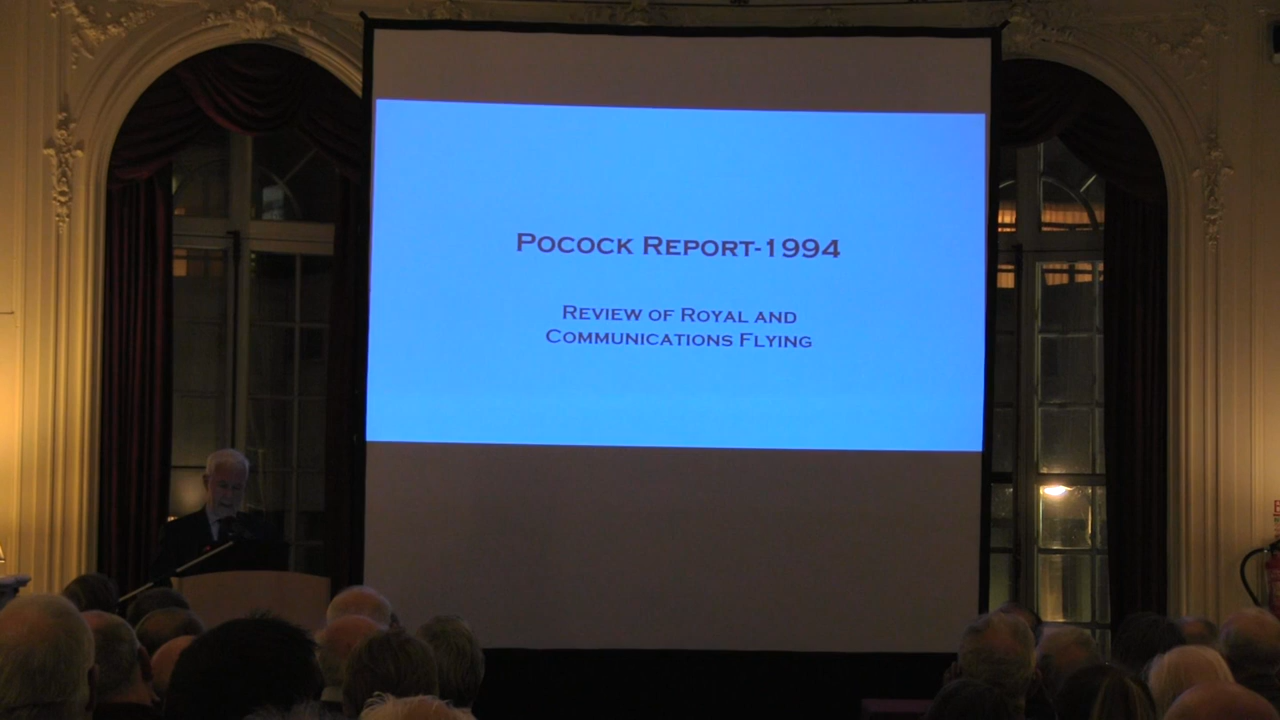 Pocock Report-1994
Review of Royal and
Communications Flying